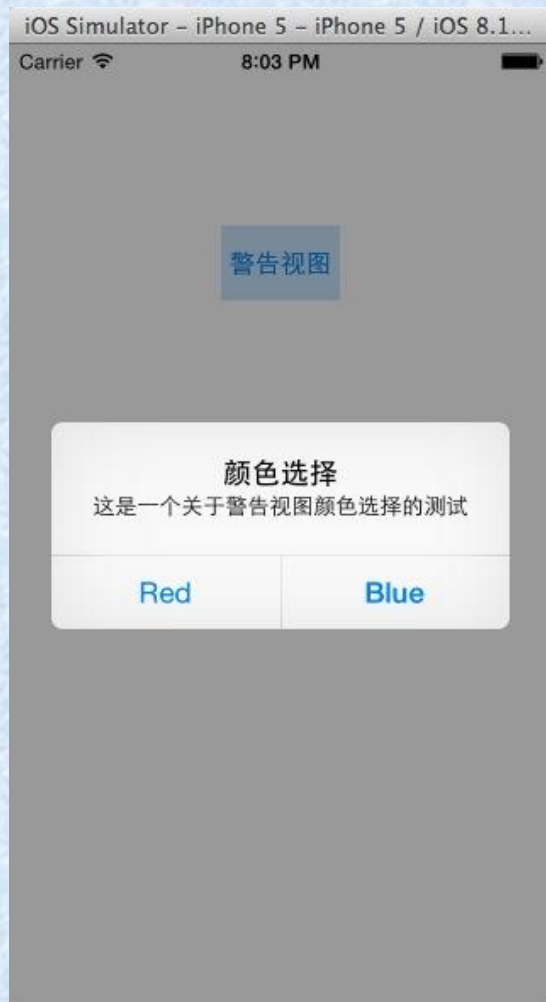 iOS Simulator – iPhone 5 – iPhone 5 / iOS 8.1...
Carrier 8:03 PM
警告视图
颜色选择
这是一个关于警告视图颜色选择的测试
Red Blue